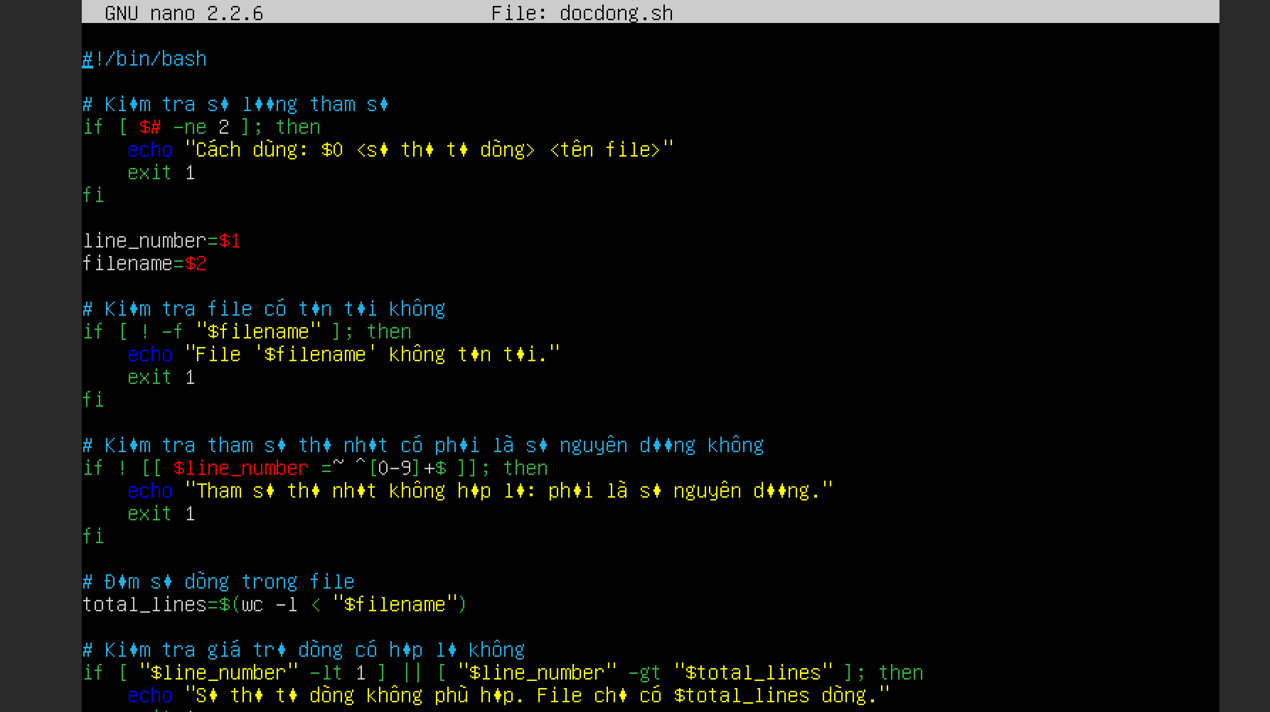 GNU nano 2.2.6 File: docdong.sh
#!/bin/bash
# Ki♦m tra s♦ l♦♦ng tham s♦
if [ $# -ne 2 ]; then
echo "Cách dùng: $0 <s♦ th♦ t♦ dòng> <tên file>"
exit 1
fi
line_number=$1
filename=$2
# Ki♦m tra file có t♦n t♦i không
if [ ! -f "$filename" ]; then
echo "File '$filename' không t♦n t♦i."
exit 1
fi
# Ki♦m tra tham s♦ th♦ nh♦t có ph♦i là s♦ nguyên d♦♦ng không
if ! [[ $line_number =~ ^[0-9]+$ ]]; then
echo "Tham s♦ th♦ nh♦t không h♦p l♦: ph♦i là s♦ nguyên d♦♦ng."
exit 1
fi
# Đ♦m s♦ dòng trong file
total_lines=$(wc -l < "$filename")
# Ki♦m tra giá tr♦ dòng có h♦p l♦ không
if [ "$line_number" -lt 1 ] || [ "$line_number" -gt "$total_lines" ]; then
echo "S♦ th♦ t♦ dòng không phù h♦p. File ch♦ có $total_lines dòng."